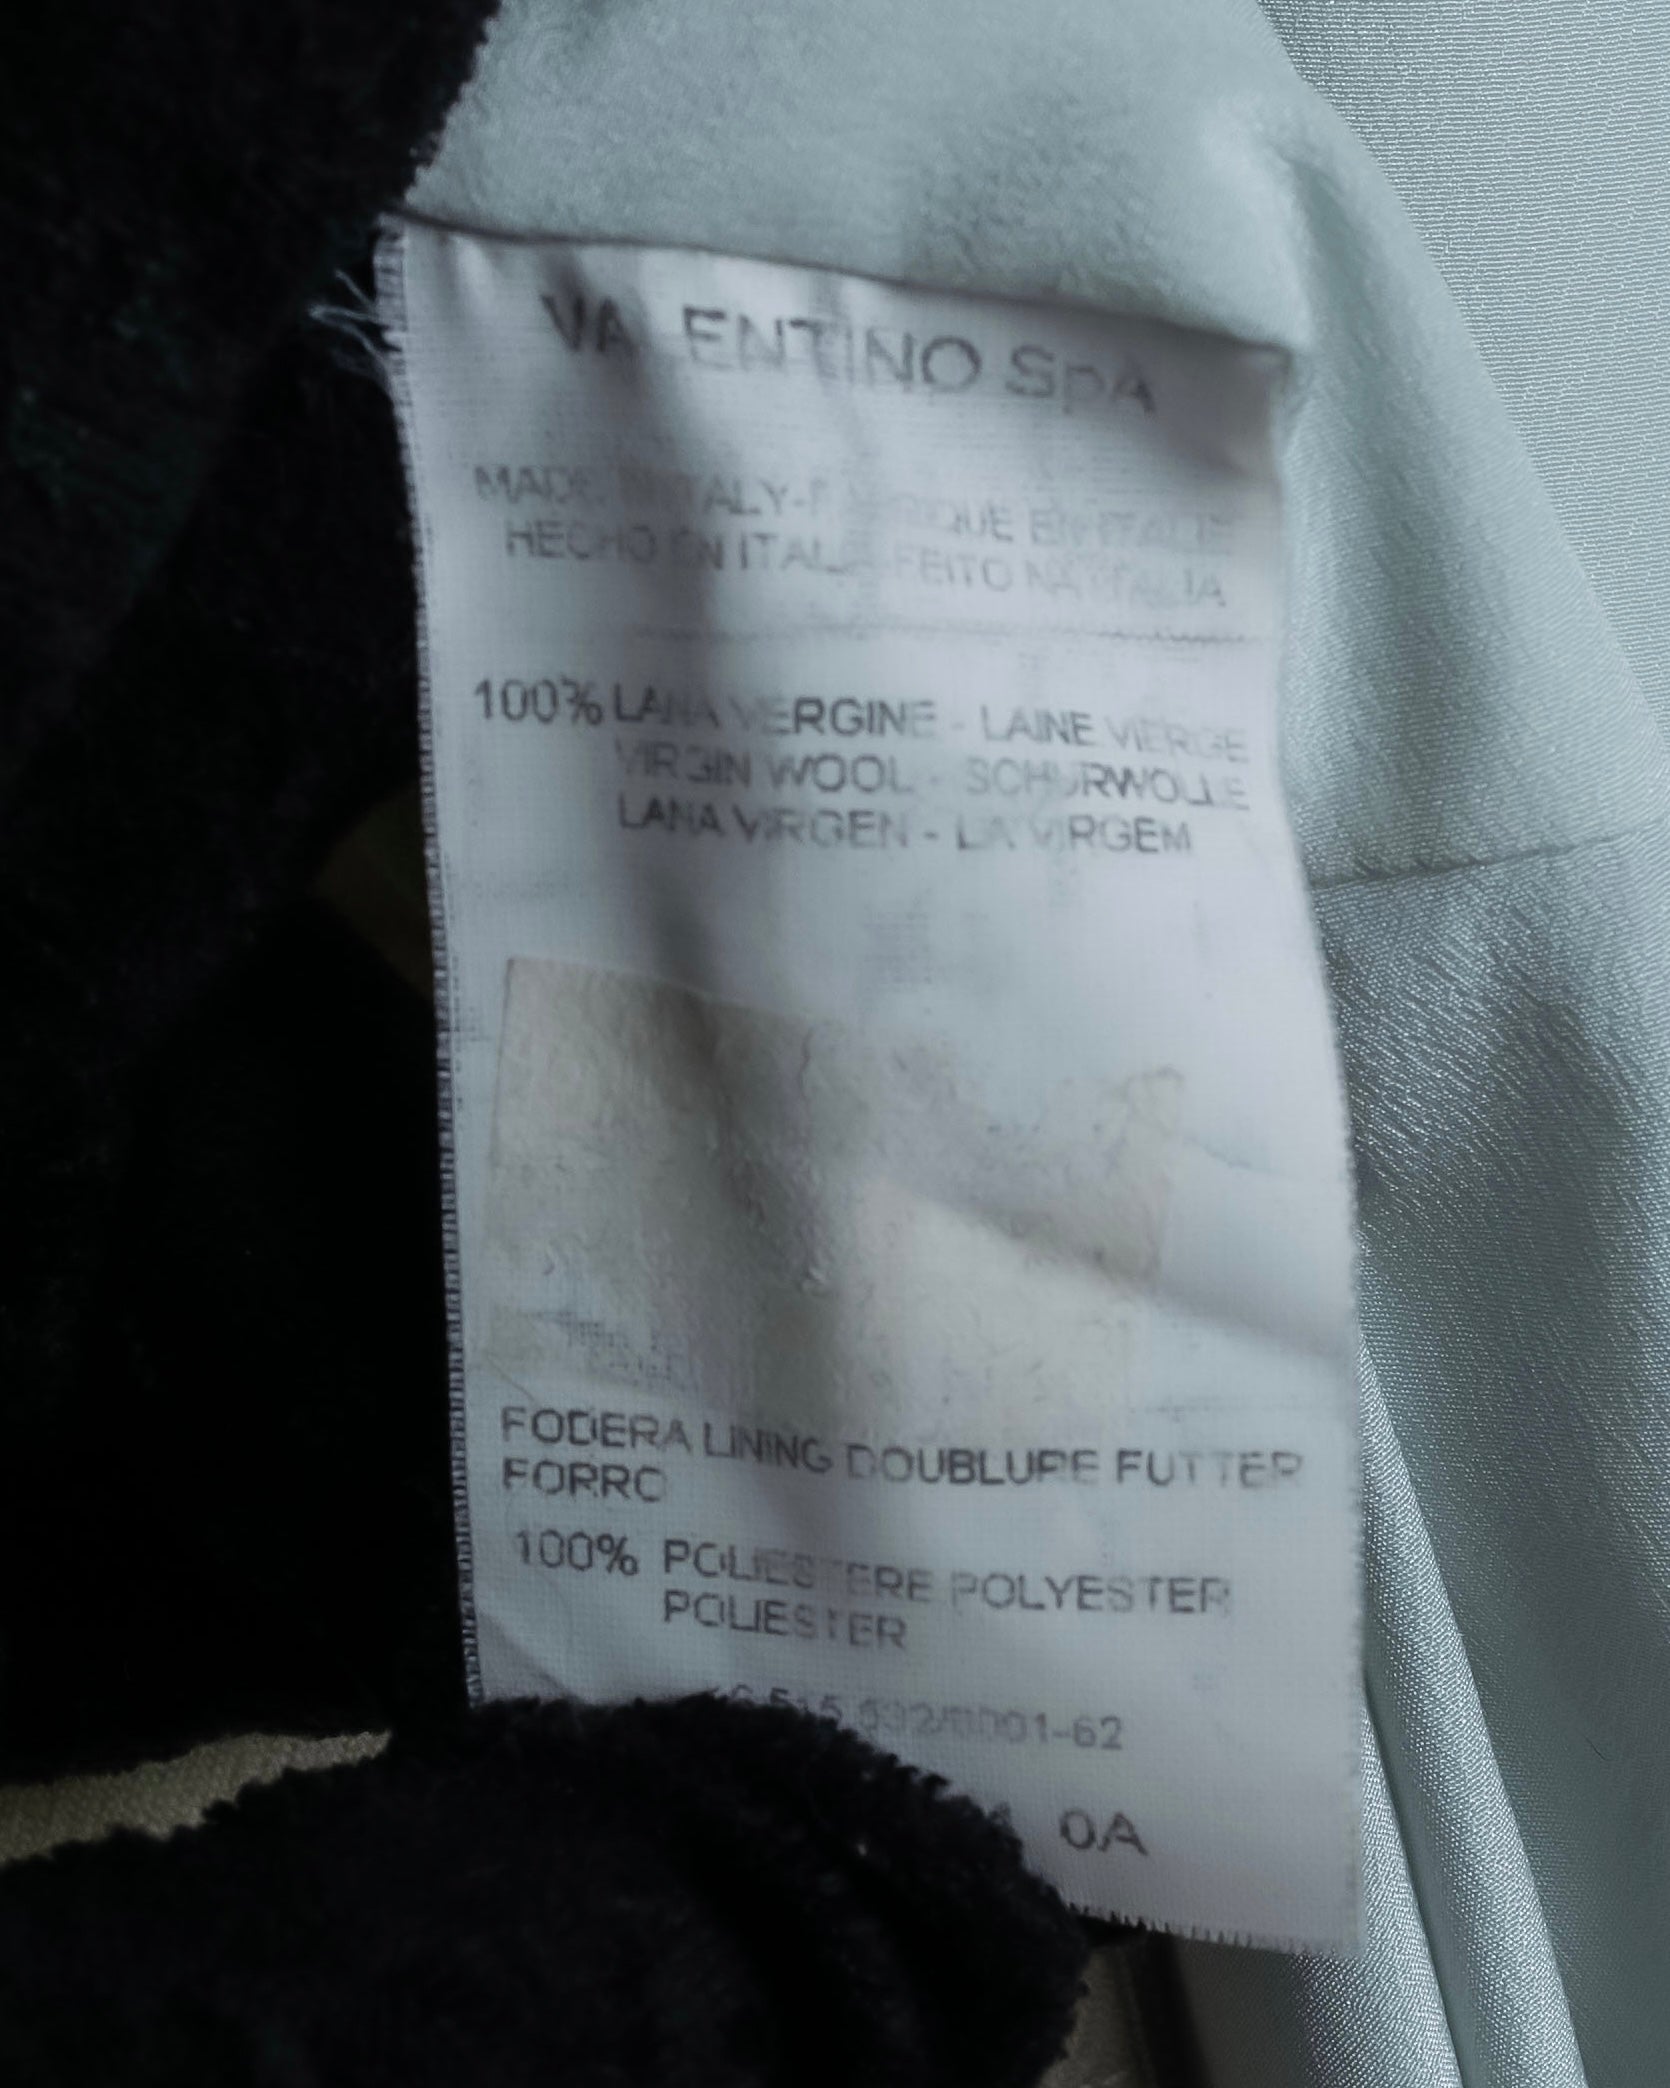 VALENTINO SpA
MADE IN ITALY-FABRIQUE EN ITALIE
HECHO EN ITALIA FEITO NA ITALIA
100% LANA VERGINE - LAINE VIERGE
VIRGIN WOOL - SCHURWOLLE
LANA VIRGEN - LA VIRGEM
FODERA LINING DOUBLURE FUTTER
FORRO
100% POLIESTERE POLYESTER
POLIESTER
0A